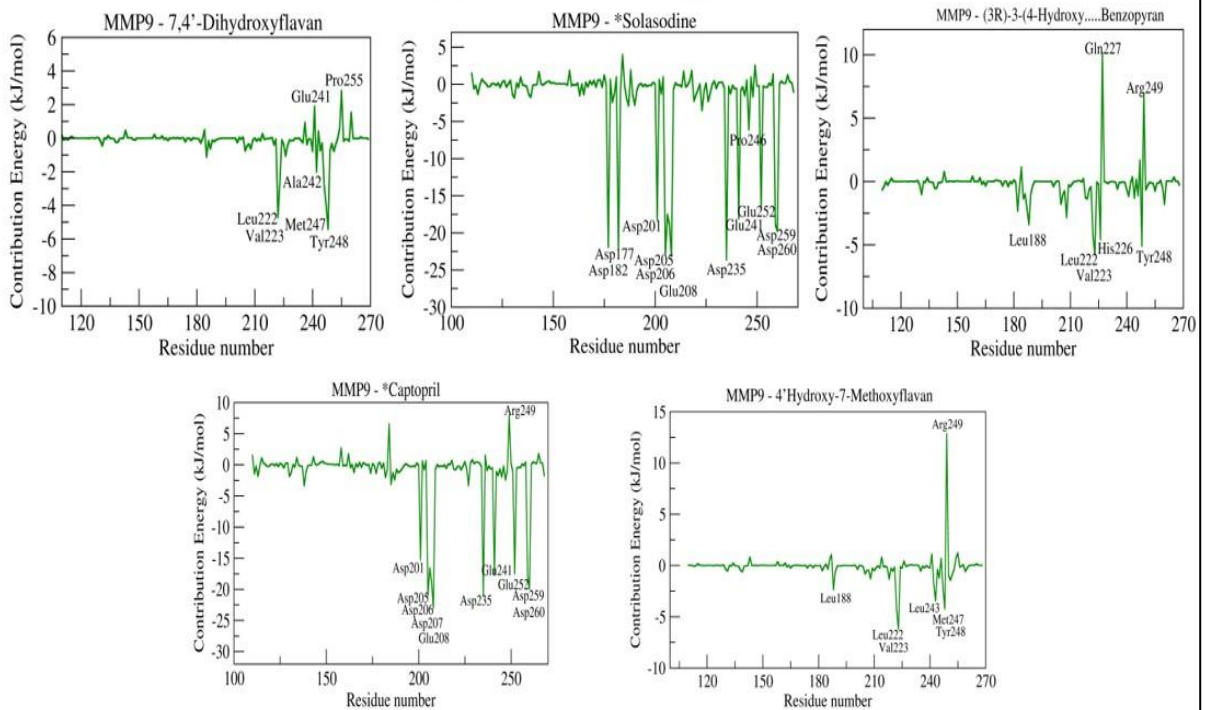 MMP9 - 7,4'-Dihydroxyflavan
Contribution Energy (kJ/mol)
6
4
2
0
-2
-4
-6
-8
-10
Pro255
Glu241
Ala242
Leu222
Val223
Met247
Tyr248
120
150
180
210
240
270
Residue number
MMP9 - *Solasodine
Contribution Energy (kJ/mol)
5
0
-5
-10
-15
-20
-25
-30
Pro246
Asp201
Glu252
Glu241
Asp177
Asp182
Asp205
Asp206
Glu208
Asp235
Asp259
Asp260
100
150
200
250
Residue number
MMP9 - (3R)-3-(4-Hydroxy.....Benzopyran
Contribution Energy (kJ/mol)
10
5
0
-5
-10
Gln227
Arg249
Leu188
His226
Leu222
Val223
Tyr248
120
150
180
210
240
270
Residue number
MMP9 - *Captopril
Contribution Energy (kJ/mol)
10
5
0
-5
-10
-15
-20
-25
-30
Arg249
Asp201
Glu241
Glu252
Asp205
Asp206
Asp207
Glu208
Asp235
Asp259
Asp260
100
150
200
250
Residue number
MMP9 - 4'Hydroxy-7-Methoxyflavan
Contribution Energy (kJ/mol)
15
10
5
0
-5
-10
Arg249
Leu188
Leu243
Met247
Tyr248
Leu222
Val223
120
150
180
210
240
270
Residue number